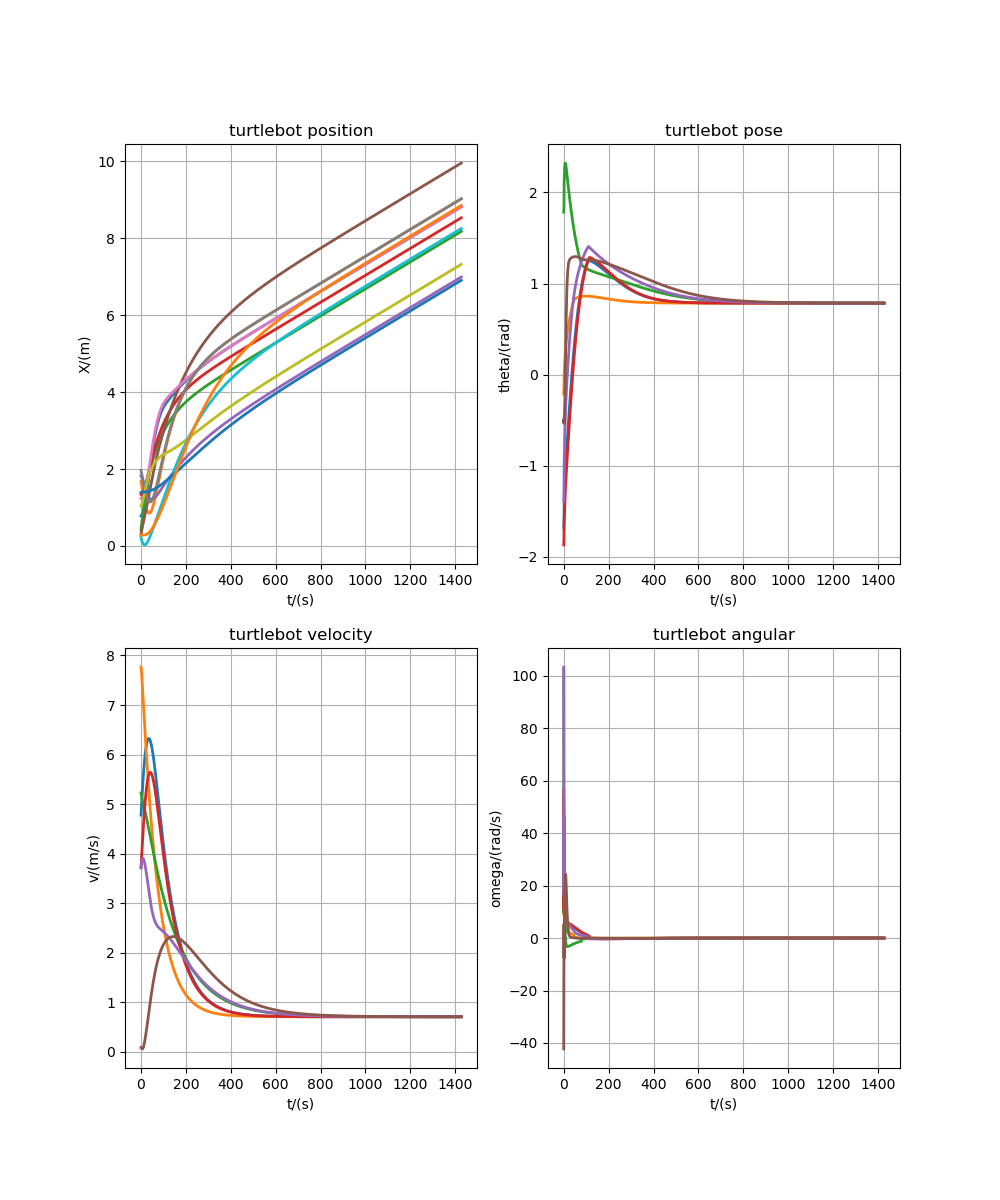 turtlebot position
X/(m)
10
8
6
4
2
0
0 200 400 600 800 1000 1200 1400
t/(s)
turtlebot pose
theta/(rad)
2
1
0
−1
−2
0 200 400 600 800 1000 1200 1400
t/(s)
turtlebot velocity
v/(m/s)
8
7
6
5
4
3
2
1
0
0 200 400 600 800 1000 1200 1400
t/(s)
turtlebot angular
omega/(rad/s)
100
80
60
40
20
0
−20
−40
0 200 400 600 800 1000 1200 1400
t/(s)